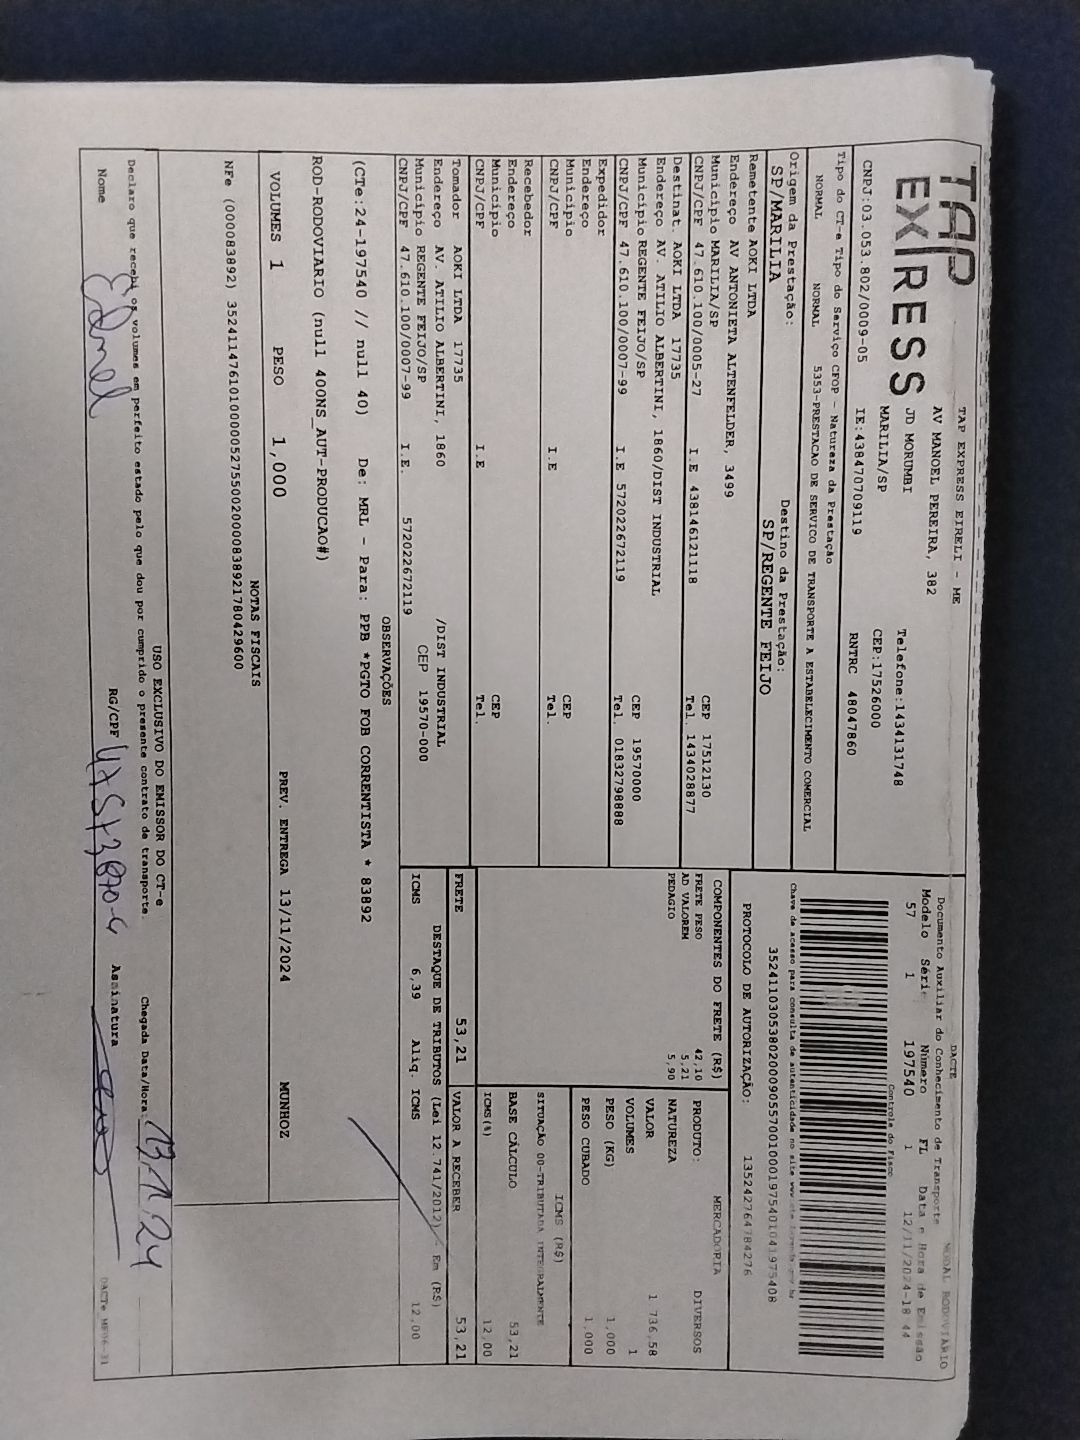 TAP EXPRESS
TAP EXPRESS EIRELI - ME
AV MANOEL PEREIRA, 382
JD MORUMBI
MARILIA/SP
Telefone:1434131748
CEP:17526000
CNPJ:03.053.802/0009-05
IE:438470709119
RNTRC 48047860
DACTE
Documento Auxiliar do Conhecimento de Transporte
MODAL RODOVIÁRIO
Modelo Série Número FL Data e Hora de Emissão
57 1 197540 1 12/11/2024-18 44
Controle do Fisco
Tipo do CT-e Tipo do Serviço CFOP - Natureza da Prestação
NORMAL NORMAL 5353-PRESTACAO DE SERVICO DE TRANSPORTE A ESTABELECIMENTO COMERCIAL
Origem da Prestação: Destino da Prestação:
SP/MARILIA SP/REGENTE FEIJO
Chave de acesso para consulta de autenticidade no site
PROTOCOLO DE AUTORIZAÇÃO: 135242764784276
Remetente AOKI LTDA
Endereço AV ANTONIETA ALTENFELDER, 3499
Município MARILIA/SP CEP 17512130
CNPJ/CPF 47.610.100/0005-27 I.E 438146121118 Tel. 1434028877
Destinat. AOKI LTDA 17735
Endereço AV. ATILIO ALBERTINI, 1860/DIST INDUSTRIAL
Município REGENTE FEIJO/SP CEP 19570000
CNPJ/CPF 47.610.100/0007-99 I.E 572022672119 Tel. 01832798888
Expedidor
Endereço
Município CEP
CNPJ/CPF I.E Tel.
Recebedor
Endereço
Município CEP
CNPJ/CPF I.E Tel.
Tomador AOKI LTDA 17735
Endereço AV. ATILIO ALBERTINI, 1860 /DIST INDUSTRIAL
Município REGENTE FEIJO/SP CEP 19570-000
CNPJ/CPF 47.610.100/0007-99 I.E 572022672119
COMPONENTES DO FRETE (R$)
FRETE PESO 42,10
AD VALOREM 5,21
PEDAGIO 5,90
PRODUTO: MERCADORIA DIVERSOS
NATUREZA
VALOR 1 736,58
VOLUMES 1
PESO (KG) 1,000
PESO CUBADO 1,000
ICMS (R$)
SITUAÇÃO 00-TRIBUTADA INTEGRALMENTE
BASE CÁLCULO 53,21
ICMS(%) 12,00
FRETE 53,21 VALOR A RECEBER 53,21
DESTAQUE DE TRIBUTOS (Lei 12.741/2012) - Em (R$)
ICMS 6,39 Aliq. ICMS 12,00
OBSERVAÇÕES
(CTe:24-197540 // null 40) De: MRL - Para: PPB *PGTO FOB CORRENTISTA * 83892
ROD-RODOVIARIO (null 400NS_AUT-PRODUCAO#)
VOLUMES 1 PESO 1,000 PREV. ENTREGA 13/11/2024 MUNHOZ
NOTAS FISCAIS
USO EXCLUSIVO DO EMISSOR DO CT-e
Declaro que recebi os volumes em perfeito estado pelo que dou por cumprido o presente contrato de transporte.
Chegada Data/Hora:
Nome RG/CPF Assinatura